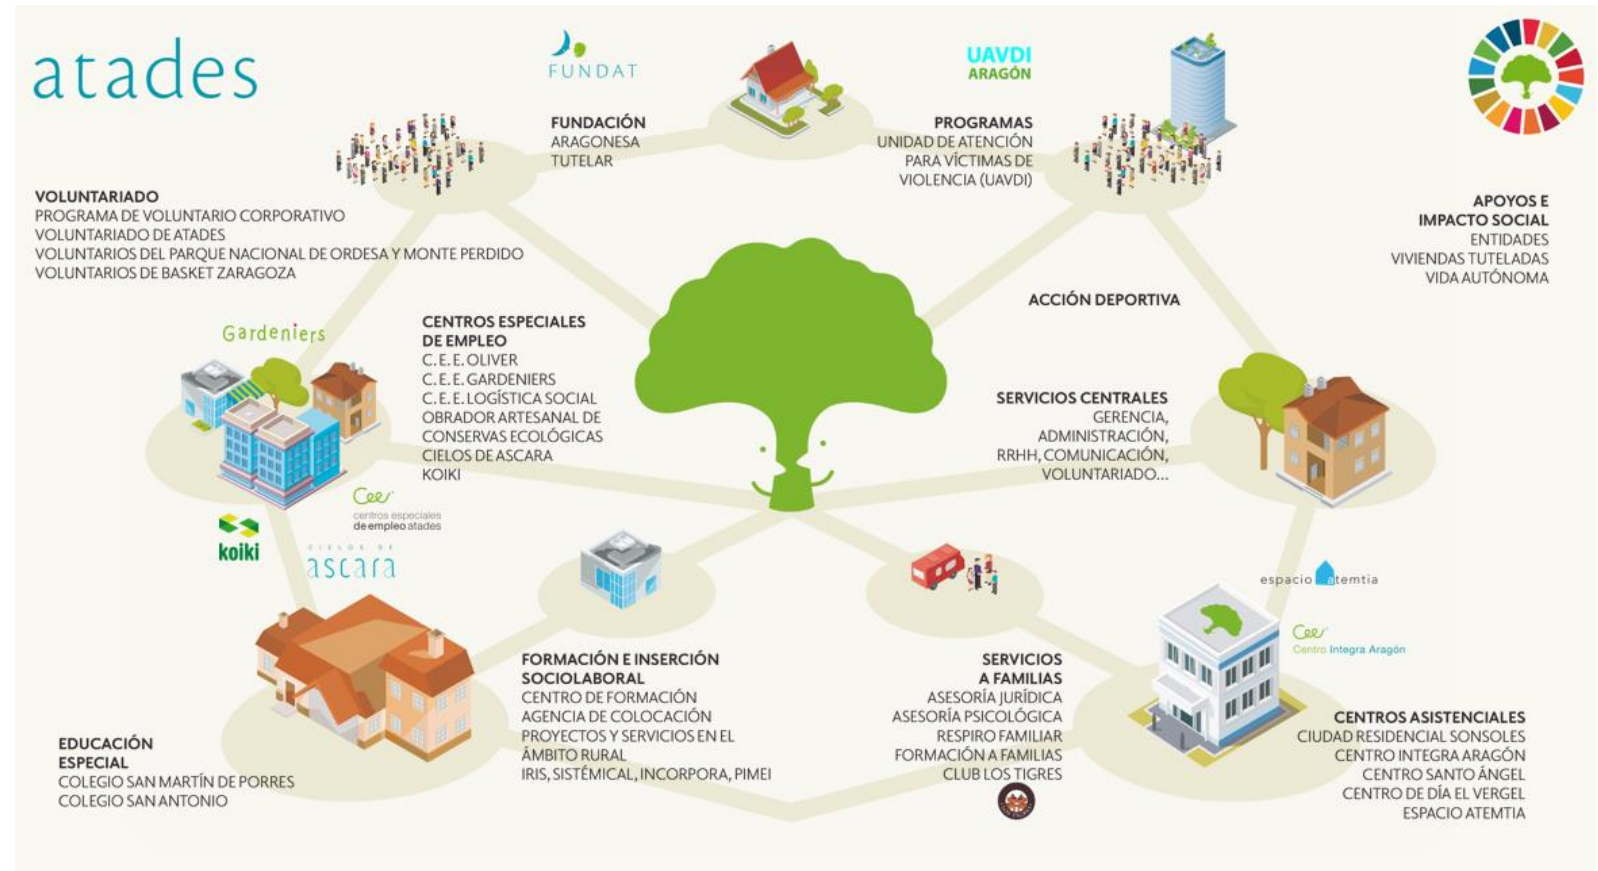 atades
FUNDAT
FUNDACIÓN
ARAGONESA
TUTELAR
UAVDI
ARAGÓN
PROGRAMAS
UNIDAD DE ATENCIÓN
PARA VÍCTIMAS DE
VIOLENCIA (UAVDI)
VOLUNTARIADO
PROGRAMA DE VOLUNTARIO CORPORATIVO
VOLUNTARIADO DE ATADES
VOLUNTARIOS DEL PARQUE NACIONAL DE ORDESA Y MONTE PERDIDO
VOLUNTARIOS DE BASKET ZARAGOZA
APOYOS E
IMPACTO SOCIAL
ENTIDADES
VIVIENDAS TUTELADAS
VIDA AUTÓNOMA
ACCIÓN DEPORTIVA
Gardeniers
CENTROS ESPECIALES
DE EMPLEO
C.E.E. OLIVER
C.E.E. GARDENIERS
C.E.E. LOGÍSTICA SOCIAL
OBRADOR ARTESANAL DE
CONSERVAS ECOLÓGICAS
CIELOS DE ASCARA
KOIKI
SERVICIOS CENTRALES
GERENCIA,
ADMINISTRACIÓN,
RRHH, COMUNICACIÓN,
VOLUNTARIADO...
Cee
centros especiales
de empleo atades
koiki
CIELOS DE
ascara
espacio atemtia
Cee
Centro Integra Aragón
FORMACIÓN E INSERCIÓN
SOCIOLABORAL
CENTRO DE FORMACIÓN
AGENCIA DE COLOCACIÓN
PROYECTOS Y SERVICIOS EN EL
ÁMBITO RURAL
IRIS, SISTÉMICAL, INCORPORA, PIMEI
SERVICIOS
A FAMILIAS
ASESORÍA JURÍDICA
ASESORÍA PSICOLÓGICA
RESPIRO FAMILIAR
FORMACIÓN A FAMILIAS
CLUB LOS TIGRES
EDUCACIÓN
ESPECIAL
COLEGIO SAN MARTÍN DE PORRES
COLEGIO SAN ANTONIO
CENTROS ASISTENCIALES
CIUDAD RESIDENCIAL SONSOLES
CENTRO INTEGRA ARAGÓN
CENTRO SANTO ÁNGEL
CENTRO DE DÍA EL VERGEL
ESPACIO ATEMTIA